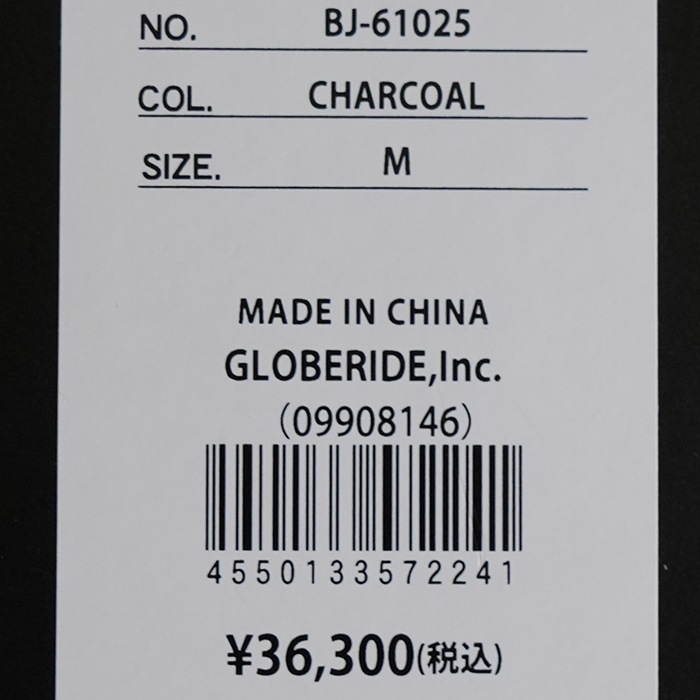 NO. BJ-61025
COL. CHARCOAL
SIZE. M
MADE IN CHINA
GLOBERIDE,Inc.
(09908146)
4550133572241
¥36,300(税込)